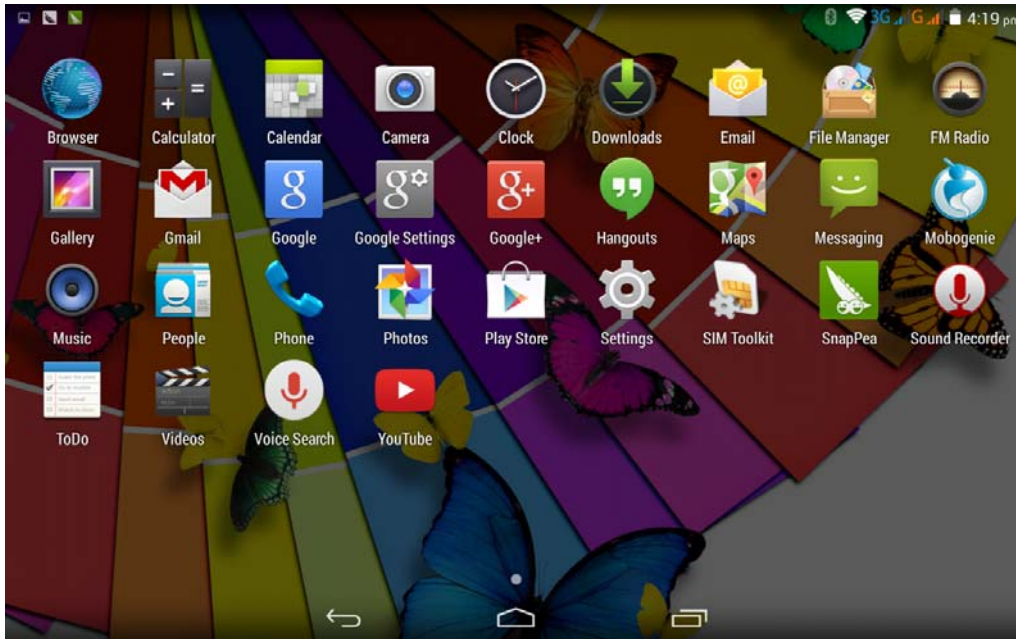 3G G 4:19 pm
Browser Calculator Calendar Camera Clock Downloads Email File Manager FM Radio
Gallery Gmail Google Google Settings Google+ Hangouts Maps Messaging Mobogenie
Music People Phone Photos Play Store Settings SIM Toolkit SnapPea Sound Recorder
ToDo Videos Voice Search YouTube